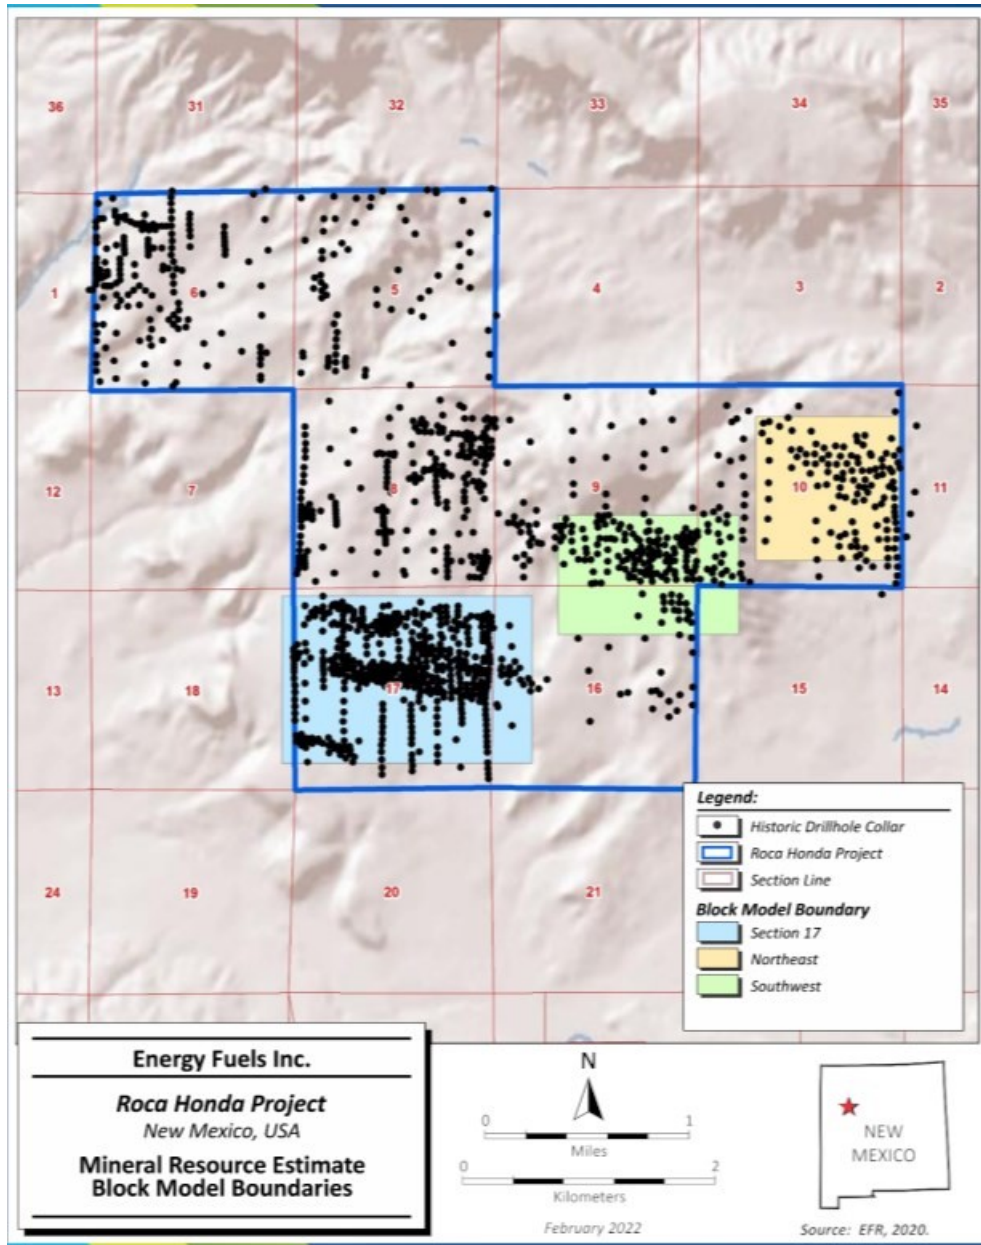 36
31
32
33
34
35
1
6
5
4
3
2
12
7
8
9
10
11
13
18
17
16
15
14
24
19
20
21
Legend:
Historic Drillhole Collar
Roca Honda Project
Section Line
Block Model Boundary
Section 17
Northeast
Southwest
Energy Fuels Inc.
Roca Honda Project
New Mexico, USA
Mineral Resource Estimate
Block Model Boundaries
N
0 1
Miles
0 2
Kilometers
February 2022
NEW
MEXICO
Source: EFR, 2020.